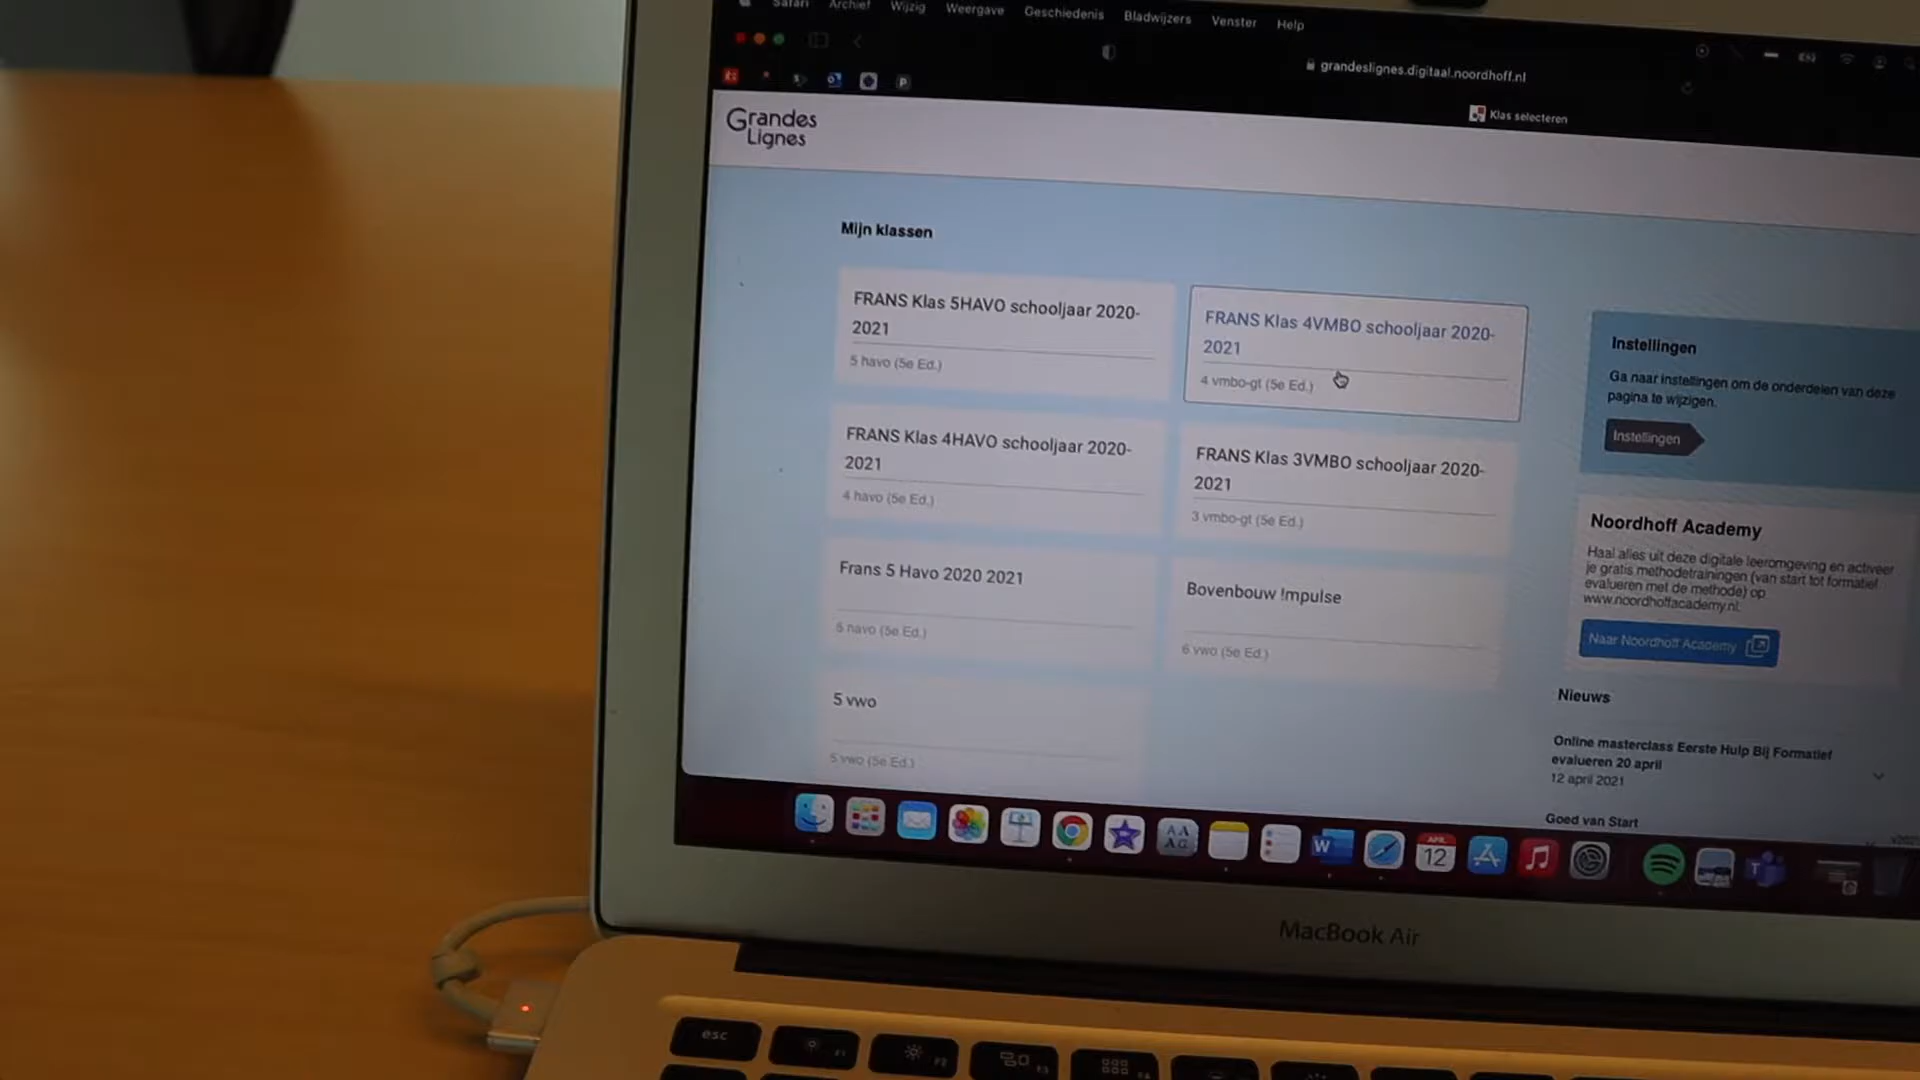 Safari Archief Wijzig Weergave Geschiedenis Bladwijzers Venster Help
grandeslignes.digitaal.noordhoff.nl
Klas selecteren
Grandes
Lignes
Mijn klassen
FRANS Klas 5HAVO schooljaar 2020-
2021
5 havo (5e Ed.)
FRANS Klas 4VMBO schooljaar 2020-
2021
4 vmbo-gt (5e Ed.)
FRANS Klas 4HAVO schooljaar 2020-
2021
4 havo (5e Ed.)
FRANS Klas 3VMBO schooljaar 2020-
2021
3 vmbo-gt (5e Ed.)
Frans 5 Havo 2020 2021
5 havo (5e Ed.)
Bovenbouw !mpulse
6 vwo (5e Ed.)
5 vwo
5 vwo (5e Ed.)
Instellingen
Ga naar instellingen om de onderdelen van deze
pagina te wijzigen.
Instellingen
Noordhoff Academy
Haal alles uit deze digitale leeromgeving en activeer
je gratis methodetrainingen (van start tot formatief
evalueren met de methode) op
www.noordhoffacademy.nl.
Naar Noordhoff Academy
Nieuws
Online masterclass Eerste Hulp Bij Formatief
evalueren 20 april
12 april 2021
Goed van Start
APR.
12
MacBook Air
esc
F1
F2
F3
F4